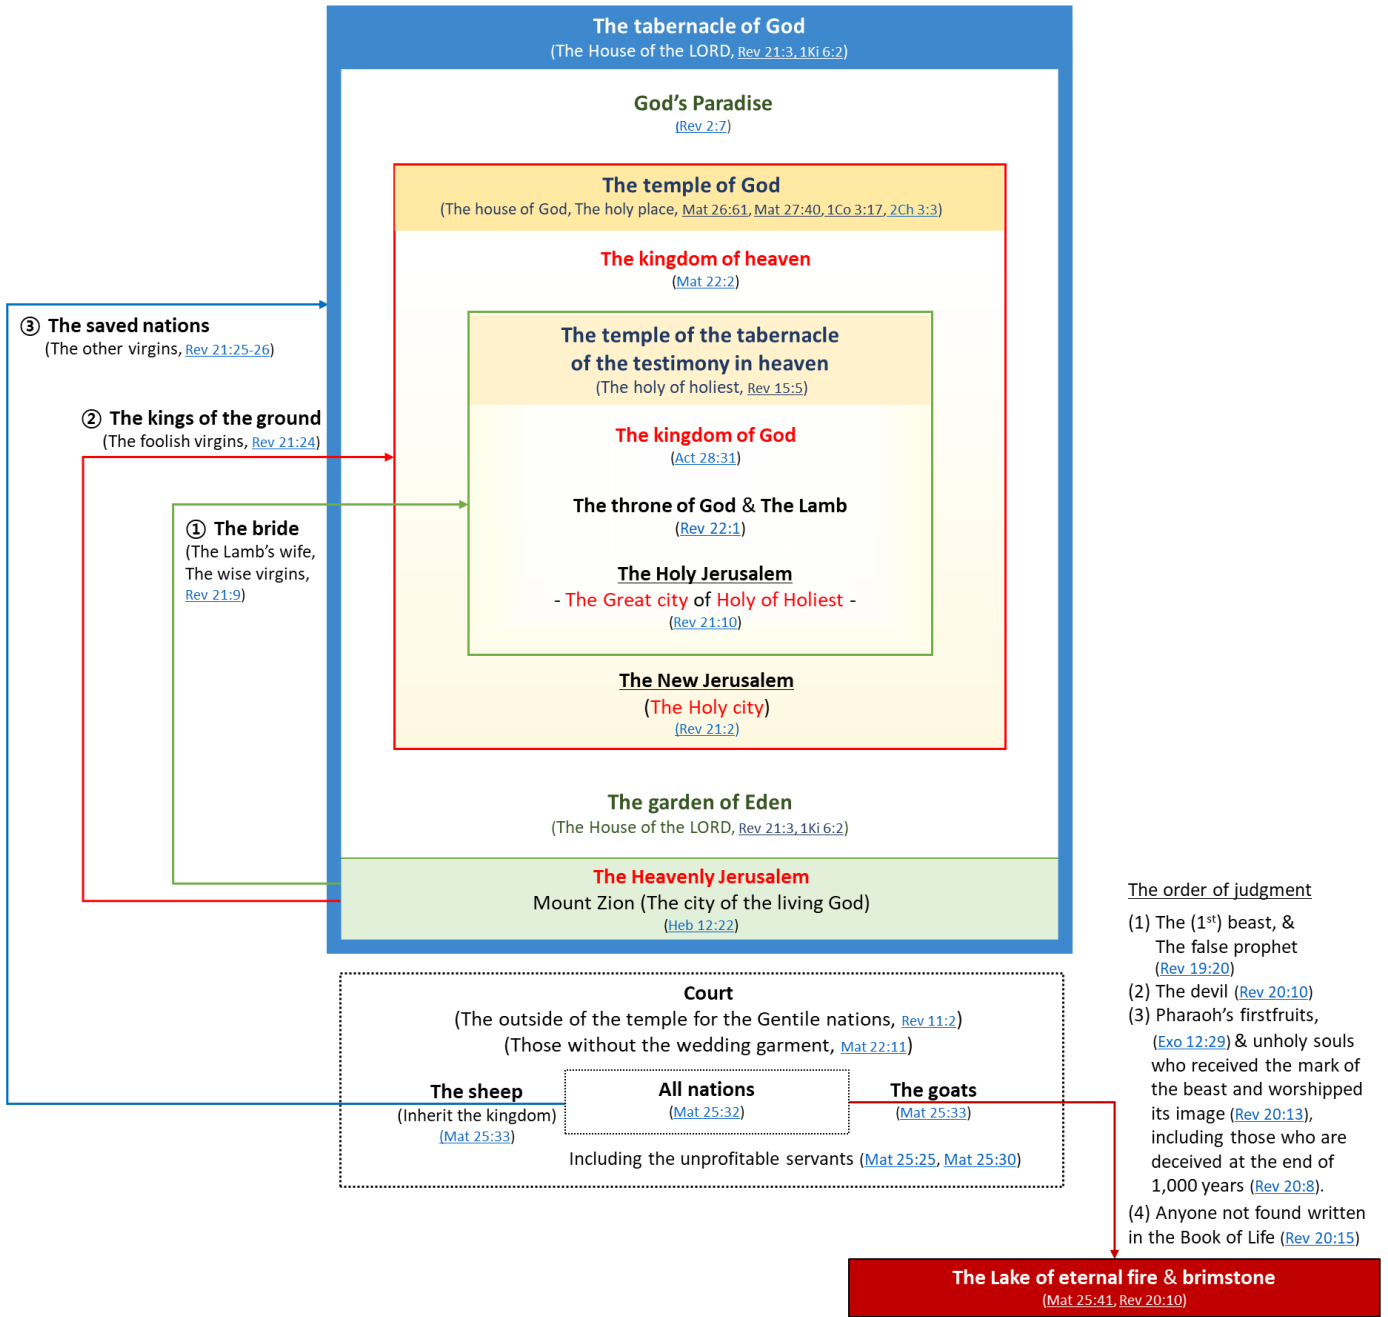 The tabernacle of God
(The House of the LORD, Rev 21:3, 1Ki 6:2)
God's Paradise
(Rev 2:7)
The temple of God
(The house of God, The holy place, Mat 26:61, Mat 27:40, 1Co 3:17, 2Ch 3:3)
The kingdom of heaven
(Mat 22:2)
The temple of the tabernacle
of the testimony in heaven
(The holy of holiest, Rev 15:5)
The kingdom of God
(Act 28:31)
The throne of God & The Lamb
(Rev 22:1)
The Holy Jerusalem
- The Great city of Holy of Holiest -
(Rev 21:10)
The New Jerusalem
(The Holy city)
(Rev 21:2)
The garden of Eden
(The House of the LORD, Rev 21:3, 1Ki 6:2)
The Heavenly Jerusalem
Mount Zion (The city of the living God)
(Heb 12:22)
③ The saved nations
(The other virgins, Rev 21:25-26)
② The kings of the ground
(The foolish virgins, Rev 21:24)
① The bride
(The Lamb's wife,
The wise virgins,
Rev 21:9)
Court
(The outside of the temple for the Gentile nations, Rev 11:2)
(Those without the wedding garment, Mat 22:11)
The sheep
(Inherit the kingdom)
(Mat 25:33)
All nations
(Mat 25:32)
The goats
(Mat 25:33)
Including the unprofitable servants (Mat 25:25, Mat 25:30)
The order of judgment
(1) The (1st) beast, &
The false prophet
(Rev 19:20)
(2) The devil (Rev 20:10)
(3) Pharaoh's firstfruits,
(Exo 12:29) & unholy souls
who received the mark of
the beast and worshipped
its image (Rev 20:13),
including those who are
deceived at the end of
1,000 years (Rev 20:8).
(4) Anyone not found written
in the Book of Life (Rev 20:15)
The Lake of eternal fire & brimstone
(Mat 25:41, Rev 20:10)